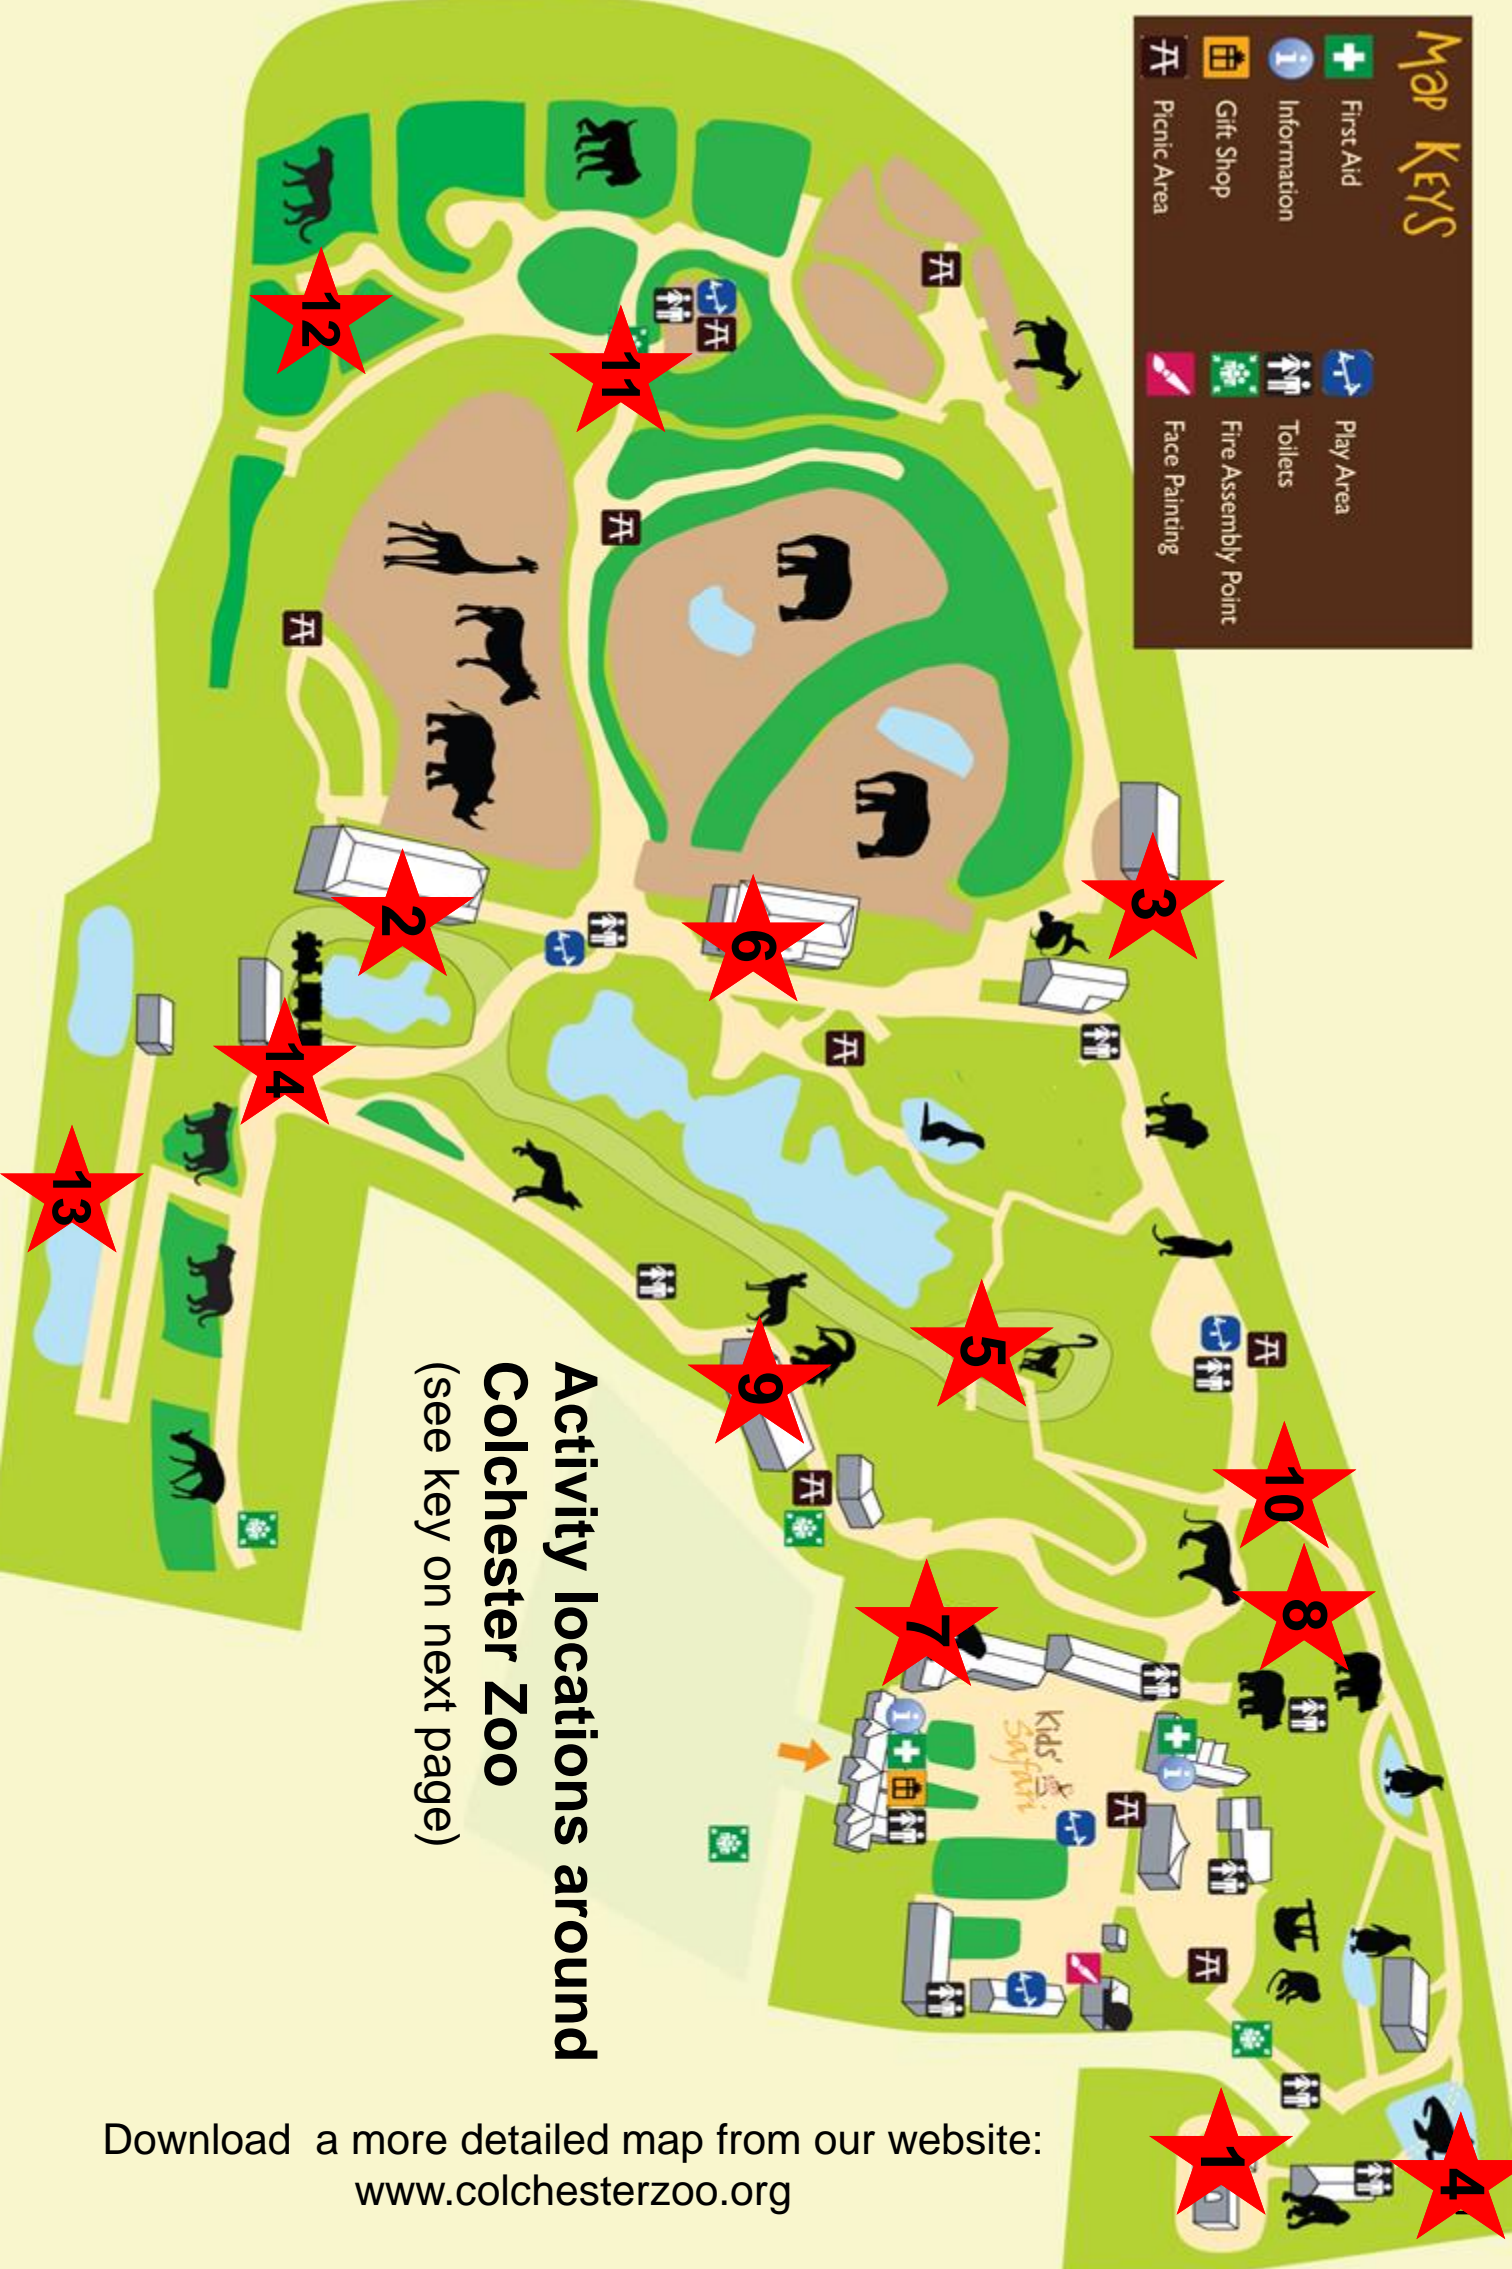 Map Keys
First Aid
Information
Gift Shop
Picnic Area
Play Area
Toilets
Fire Assembly Point
Face Painting
12
11
3
2
6
14
13
5
9
10
8
7
Kids'
Safari
1
4
Activity locations around
Colchester Zoo
(see key on next page)
Download a more detailed map from our website:
www.colchesterzoo.org